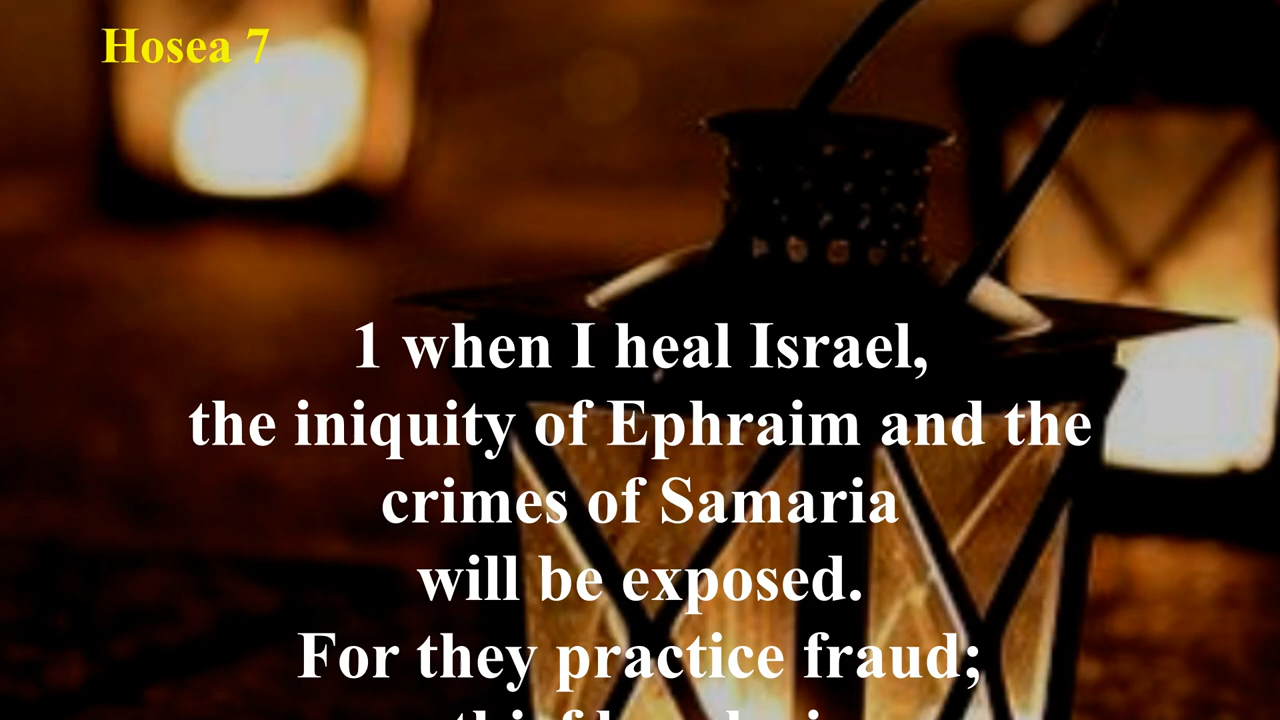 Hosea 7
1 when I heal Israel,
the iniquity of Ephraim and the
crimes of Samaria
will be exposed.
For they practice fraud;